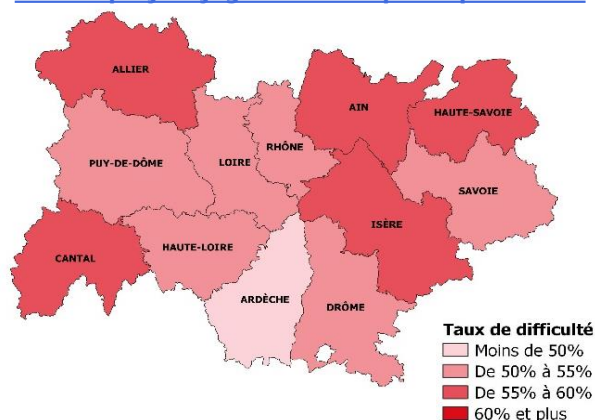 ALLIER
AIN
HAUTE-SAVOIE
PUY-DE-DÔME
LOIRE
RHÔNE
SAVOIE
ISÈRE
CANTAL
HAUTE-LOIRE
ARDÈCHE
DRÔME
Taux de difficulté
Moins de 50%
De 50% à 55%
De 55% à 60%
60% et plus